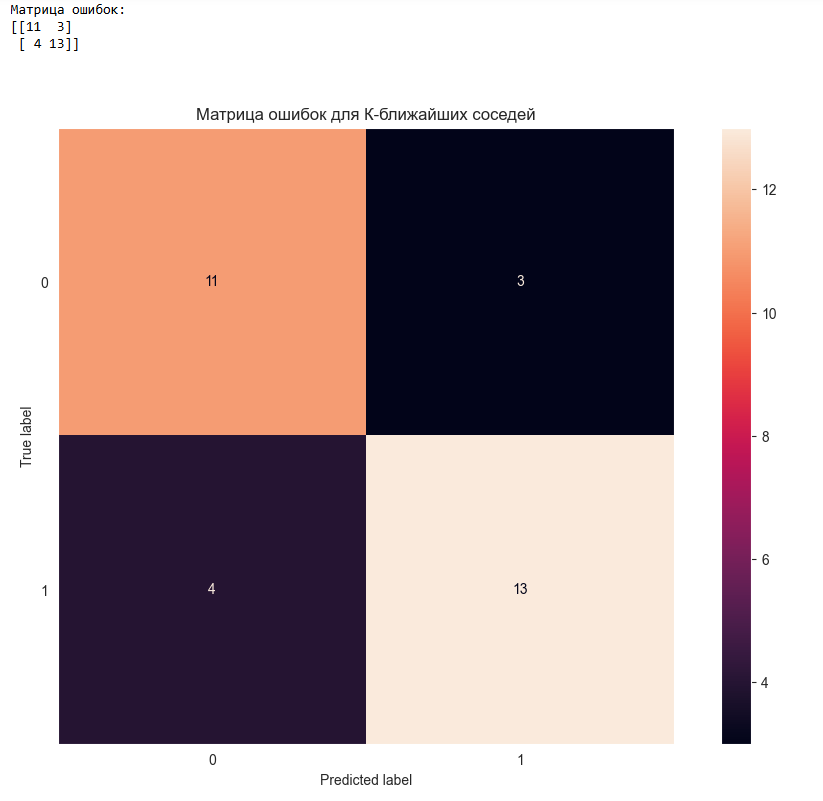 Матрица ошибок:
[[11  3]
 [ 4 13]]
Матрица ошибок для К-ближайших соседей
11
3
0
4
13
1
True label
0
1
Predicted label
12
10
8
6
4